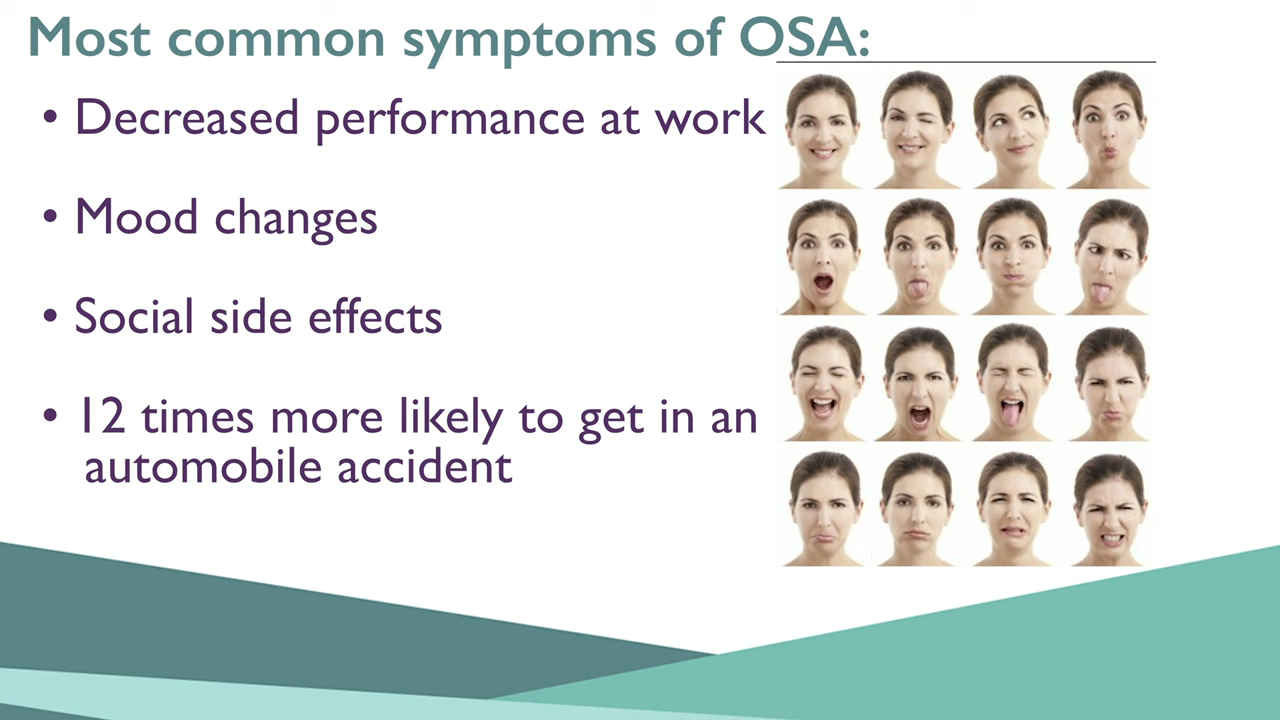 Most common symptoms of OSA:
• Decreased performance at work
• Mood changes
• Social side effects
• 12 times more likely to get in an
automobile accident